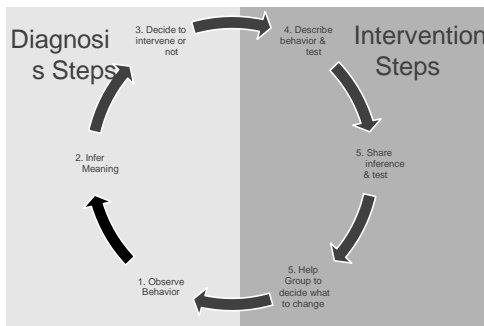 Diagnosi
s Steps
3. Decide to
intervene or
not
4. Describe
behavior &
test
Intervention
Steps
2. Infer
Meaning
5. Share
inference
& test
1. Observe
Behavior
5. Help
Group to
decide what
to change